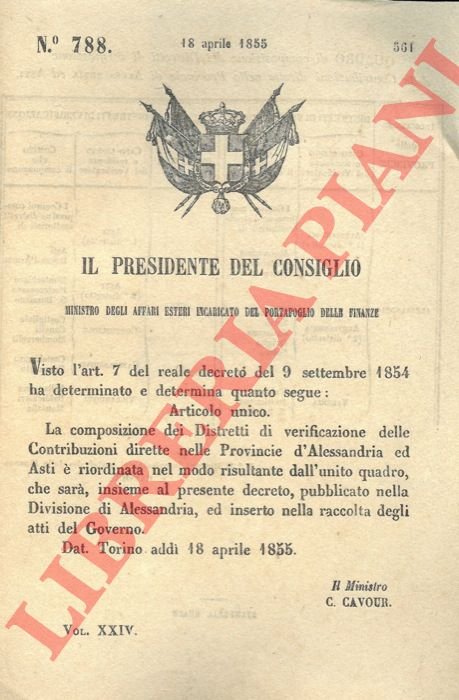 N.º 788.
18 aprile 1855
561
IL PRESIDENTE DEL CONSIGLIO
MINISTRO DEGLI AFFARI ESTERI INCARICATO DEL PORTAFOGLIO DELLE FINANZE
Visto l'art. 7 del reale decreto del 9 settembre 1854
ha determinato e determina quanto segue:
Articolo unico.
La composizione dei Distretti di verificazione delle
Contribuzioni dirette nelle Provincie d'Alessandria ed
Asti è riordinata nel modo risultante dall'unito quadro,
che sarà, insieme al presente decreto, pubblicato nella
Divisione di Alessandria, ed inserto nella raccolta degli
atti del Governo.
Dat. Torino addì 18 aprile 1855.
Il Ministro
C. CAVOUR.
VOL. XXIV.
LIBRERIA PIANI